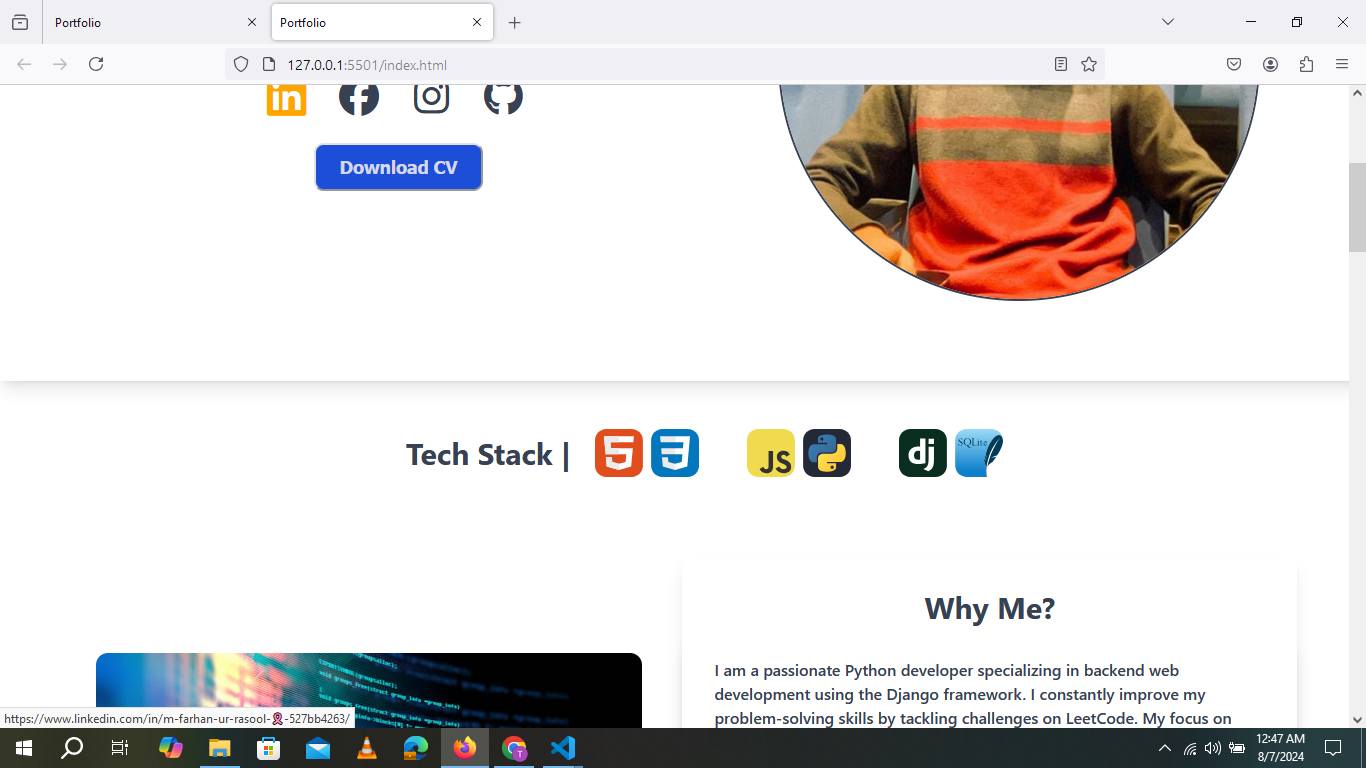 Portfolio
Portfolio
127.0.0.1:5501/index.html
Download CV
Tech Stack |
JS
dj
SQLite
Why Me?
I am a passionate Python developer specializing in backend web
development using the Django framework. I constantly improve my
problem-solving skills by tackling challenges on LeetCode. My focus on
https://www.linkedin.com/in/m-farhan-ur-rasool-🎗-527bb4263/
T
12:47 AM
8/7/2024